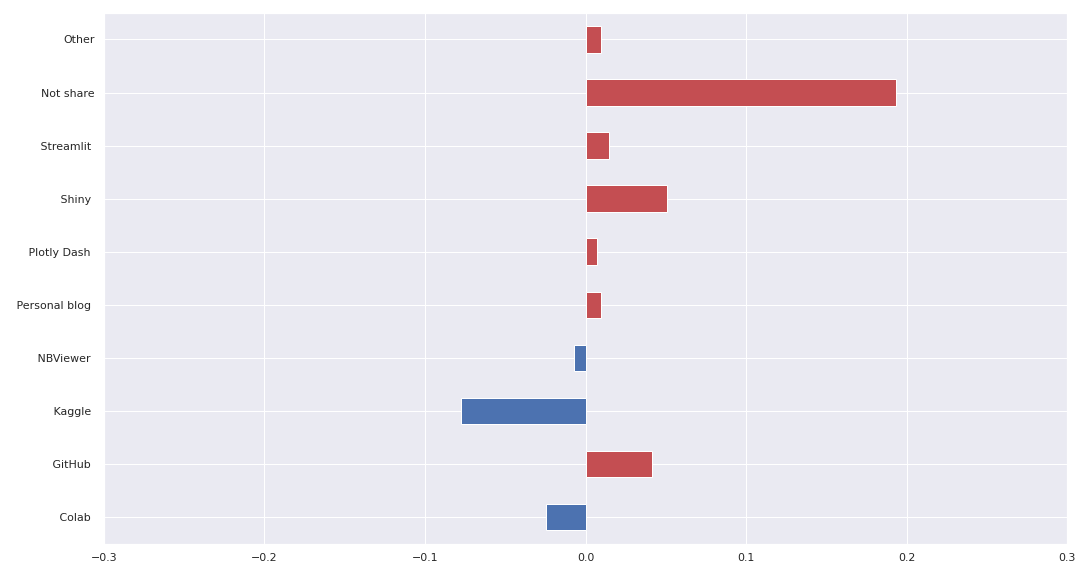 Other
Not share
Streamlit
Shiny
Plotly Dash
Personal blog
NBViewer
Kaggle
GitHub
Colab
−0.3 −0.2 −0.1 0.0 0.1 0.2 0.3